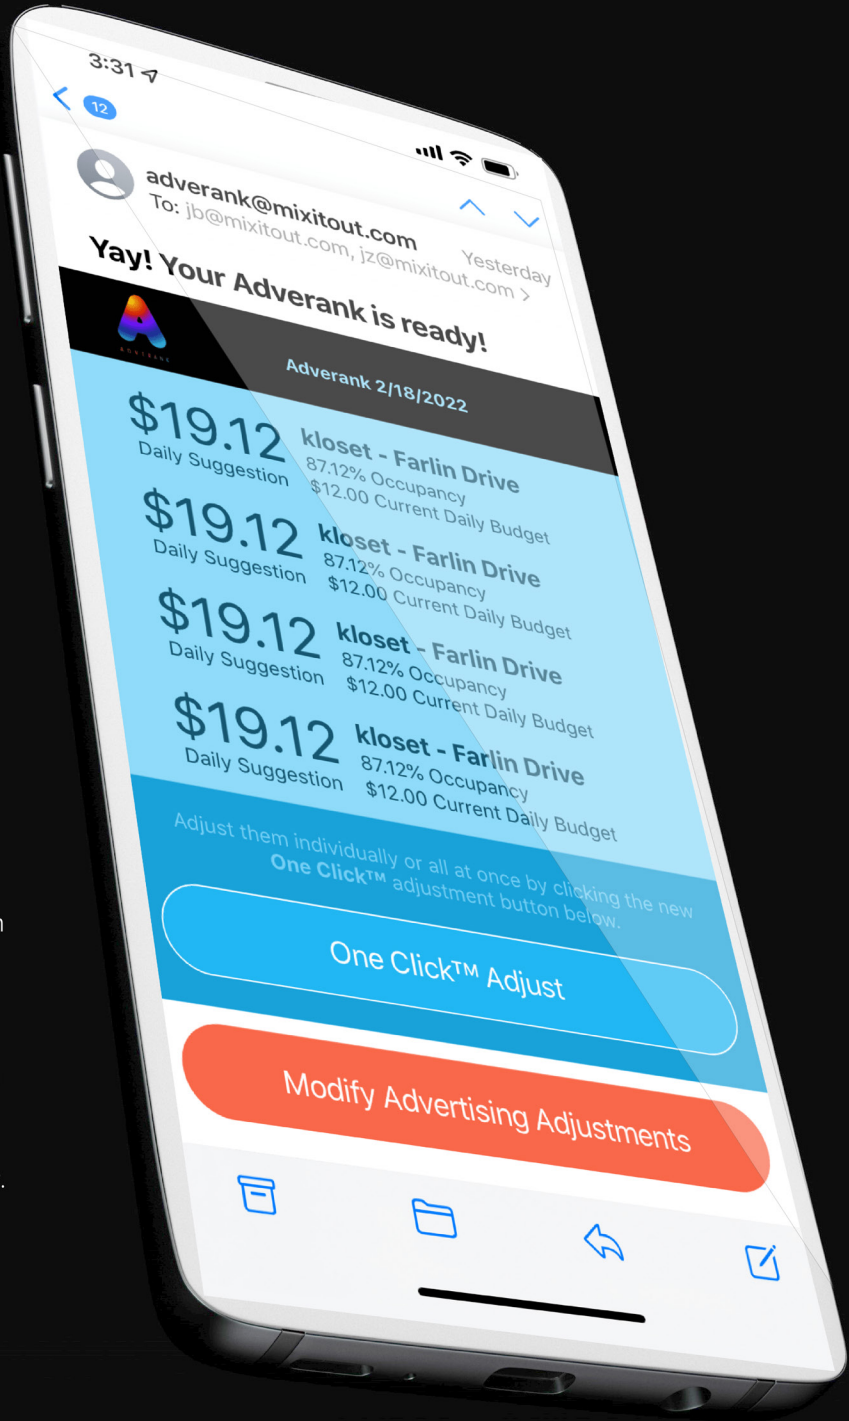 3:31
12
adverank@mixitout.com
To: jb@mixitout.com, jz@mixitout.com >
Yesterday
Yay! Your Adverank is ready!
ADVERANK
Adverank 2/18/2022
$19.12
Daily Suggestion
kloset - Farlin Drive
87.12% Occupancy
$12.00 Current Daily Budget
$19.12
Daily Suggestion
kloset - Farlin Drive
87.12% Occupancy
$12.00 Current Daily Budget
$19.12
Daily Suggestion
kloset - Farlin Drive
87.12% Occupancy
$12.00 Current Daily Budget
$19.12
Daily Suggestion
kloset - Farlin Drive
87.12% Occupancy
$12.00 Current Daily Budget
Adjust them individually or all at once by clicking the new
One Click™ adjustment button below.
One Click™ Adjust
Modify Advertising Adjustments